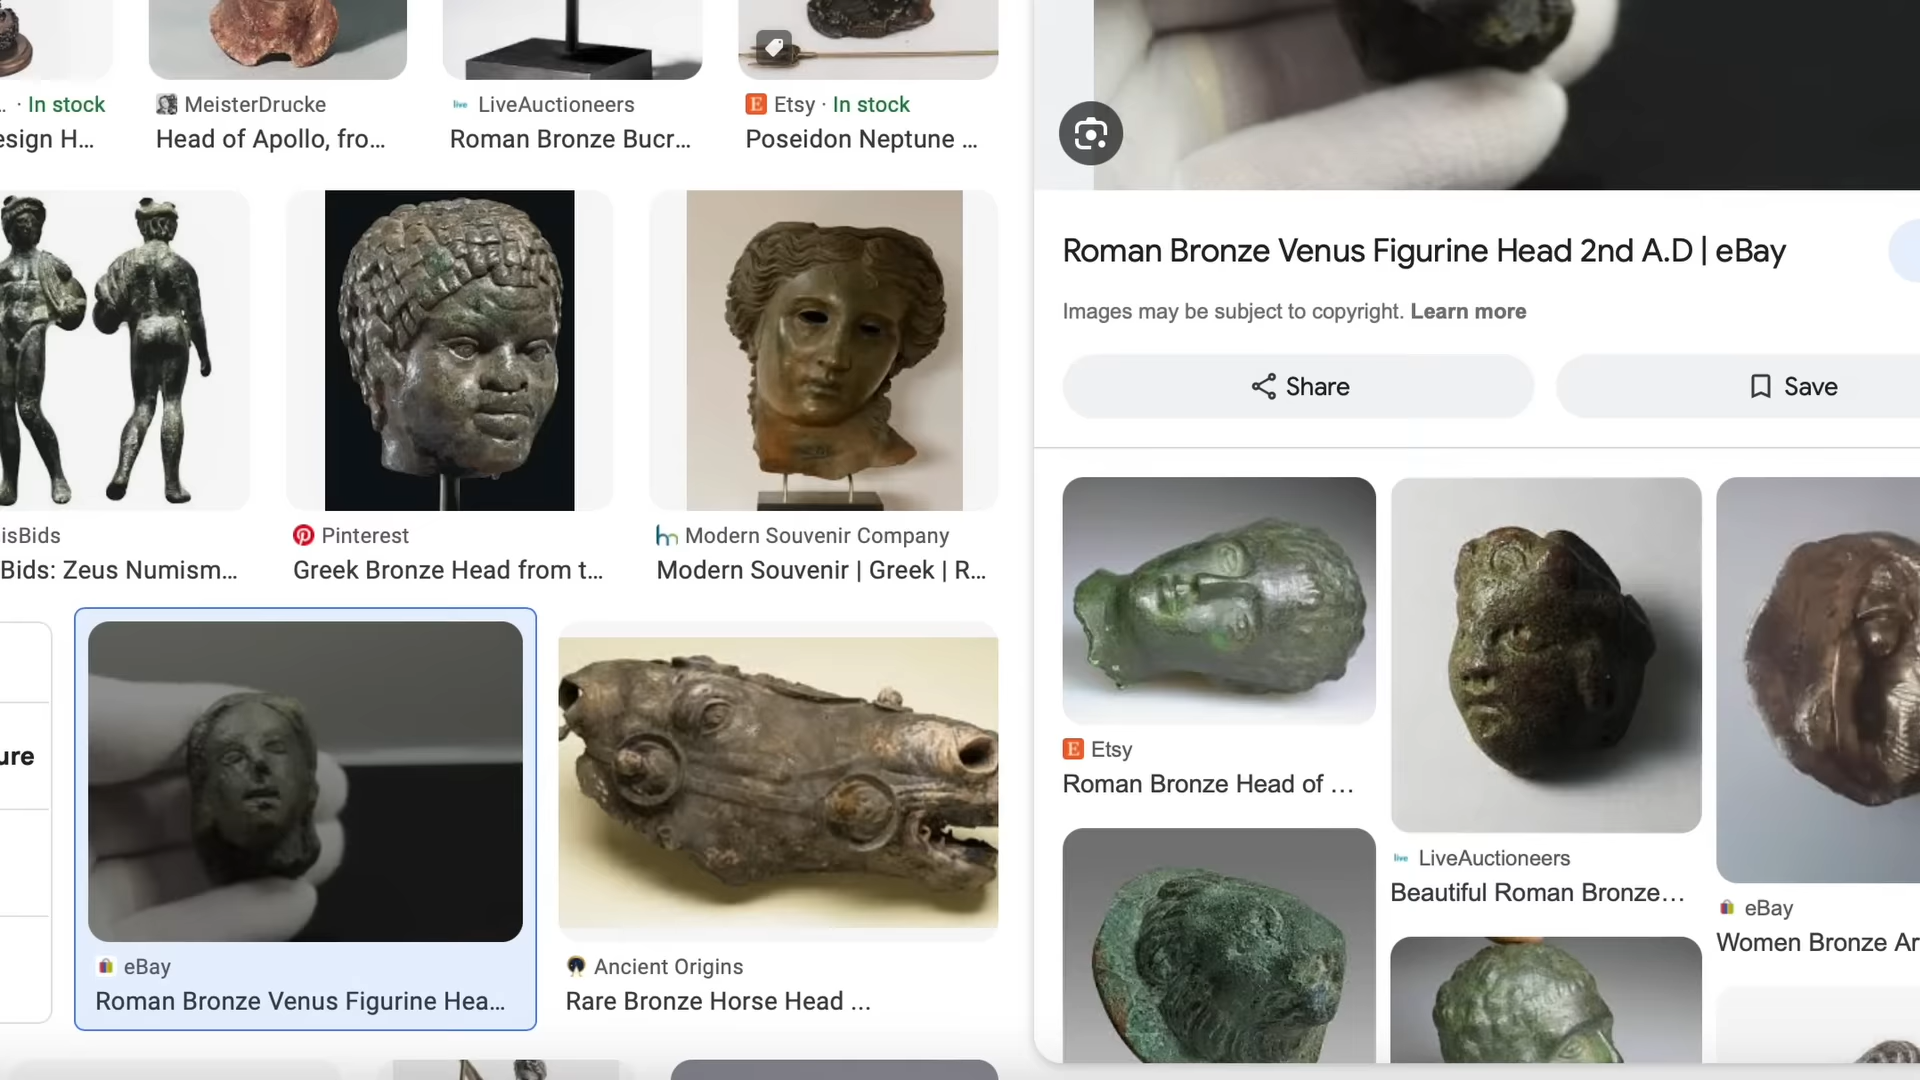 .. · In stock
esign H...
MeisterDrucke
Head of Apollo, fro...
live LiveAuctioneers
Roman Bronze Bucr...
E Etsy · In stock
Poseidon Neptune ...
isBids
Bids: Zeus Numism...
Pinterest
Greek Bronze Head from t...
Modern Souvenir Company
Modern Souvenir | Greek | R...
ure
eBay
Roman Bronze Venus Figurine Hea...
Ancient Origins
Rare Bronze Horse Head ...
Roman Bronze Venus Figurine Head 2nd A.D | eBay
Images may be subject to copyright. Learn more
Share
Save
E Etsy
Roman Bronze Head of ...
live LiveAuctioneers
Beautiful Roman Bronze...
eBay
Women Bronze Ar